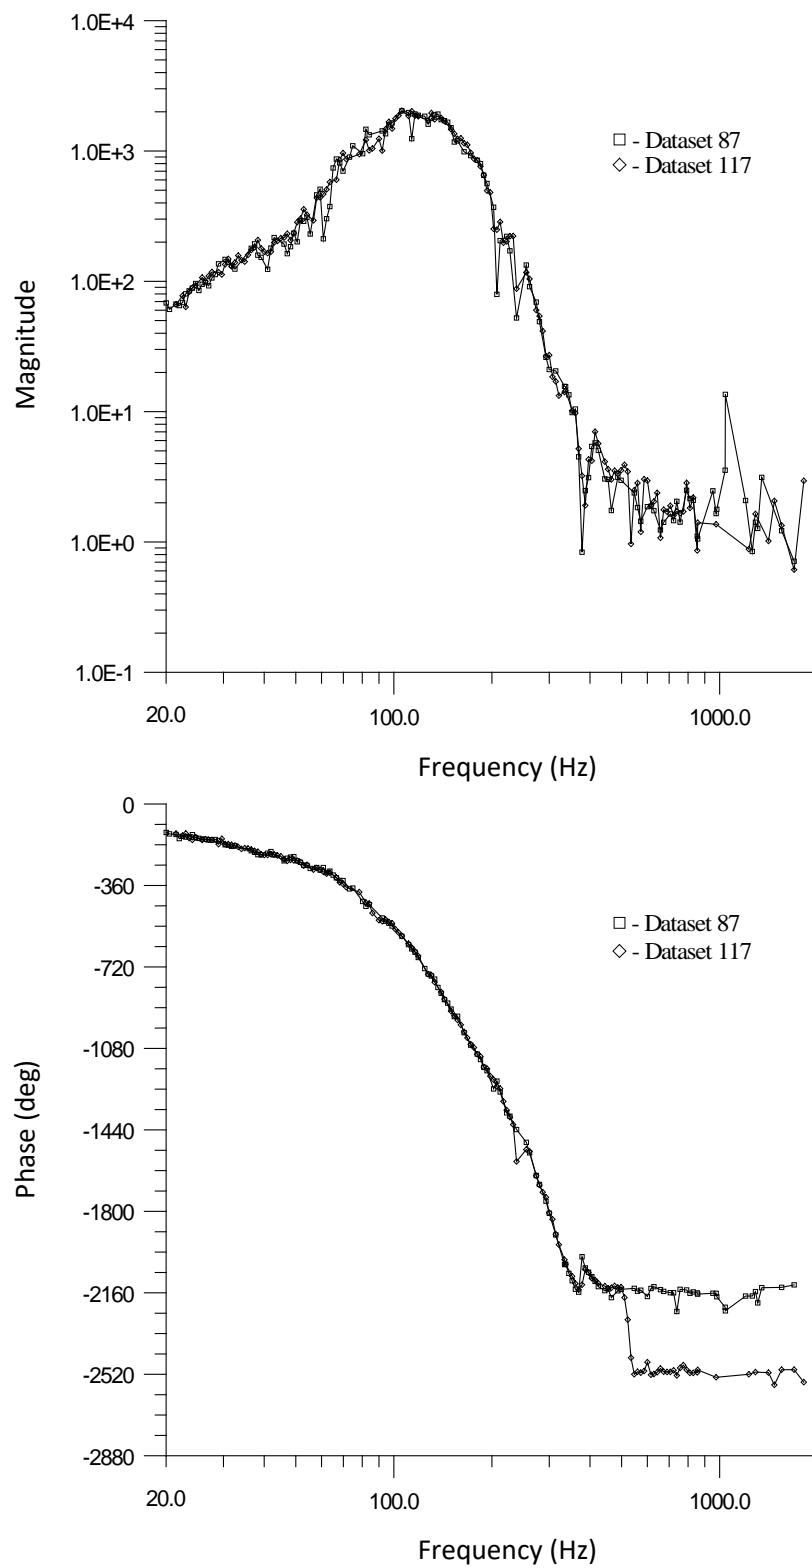 1.0E+4
1.0E+3
1.0E+2
1.0E+1
1.0E+0
1.0E-1
Magnitude
- Dataset 87
- Dataset 117
20.0
100.0
1000.0
Frequency (Hz)
0
-360
-720
-1080
-1440
-1800
-2160
-2520
-2880
Phase (deg)
- Dataset 87
- Dataset 117
20.0
100.0
1000.0
Frequency (Hz)